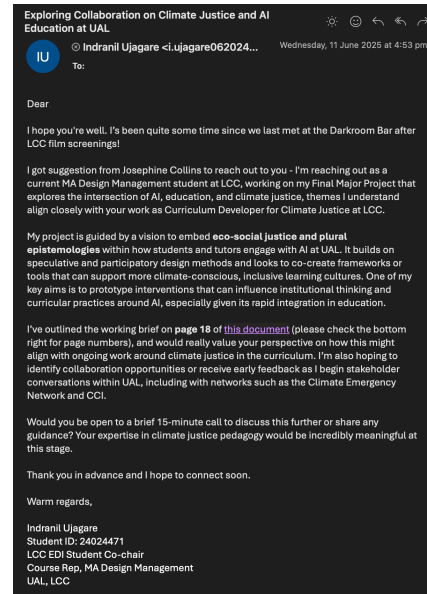 Exploring Collaboration on Climate Justice and AI
Education at UAL
IU
Indranil Ujagare <i.ujagare062024...
Wednesday, 11 June 2025 at 4:53 pm
To:
Dear
I hope you're well. I's been quite some time since we last met at the Darkroom Bar after
LCC film screenings!
I got suggestion from Josephine Collins to reach out to you - I'm reaching out as a
current MA Design Management student at LCC, working on my Final Major Project that
explores the intersection of AI, education, and climate justice, themes I understand
align closely with your work as Curriculum Developer for Climate Justice at LCC.
My project is guided by a vision to embed eco-social justice and plural
epistemologies within how students and tutors engage with AI at UAL. It builds on
speculative and participatory design methods and looks to co-create frameworks or
tools that can support more climate-conscious, inclusive learning cultures. One of my
key aims is to prototype interventions that can influence institutional thinking and
curricular practices around AI, especially given its rapid integration in education.
I've outlined the working brief on page 18 of this document (please check the bottom
right for page numbers), and would really value your perspective on how this might
align with ongoing work around climate justice in the curriculum. I'm also hoping to
identify collaboration opportunities or receive early feedback as I begin stakeholder
conversations within UAL, including with networks such as the Climate Emergency
Network and CCI.
Would you be open to a brief 15-minute call to discuss this further or share any
guidance? Your expertise in climate justice pedagogy would be incredibly meaningful at
this stage.
Thank you in advance and I hope to connect soon.
Warm regards,
Indranil Ujagare
Student ID: 24024471
LCC EDI Student Co-chair
Course Rep, MA Design Management
UAL, LCC